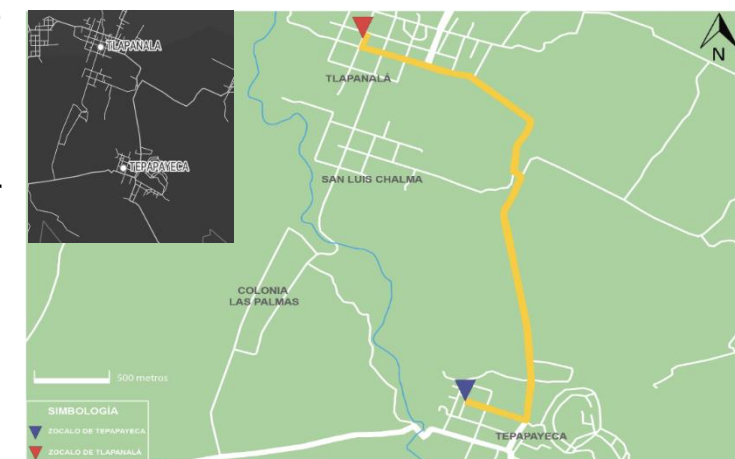 TLAPANALA
TEPAPAYECA
N
TLAPANALÁ
SAN LUIS CHALMA
COLONIA
LAS PALMAS
500 metros
SIMBOLOGÍA
ZOCALO DE TEPAPAYECA
ZOCALO DE TLAPANALÁ
TEPAPAYECA